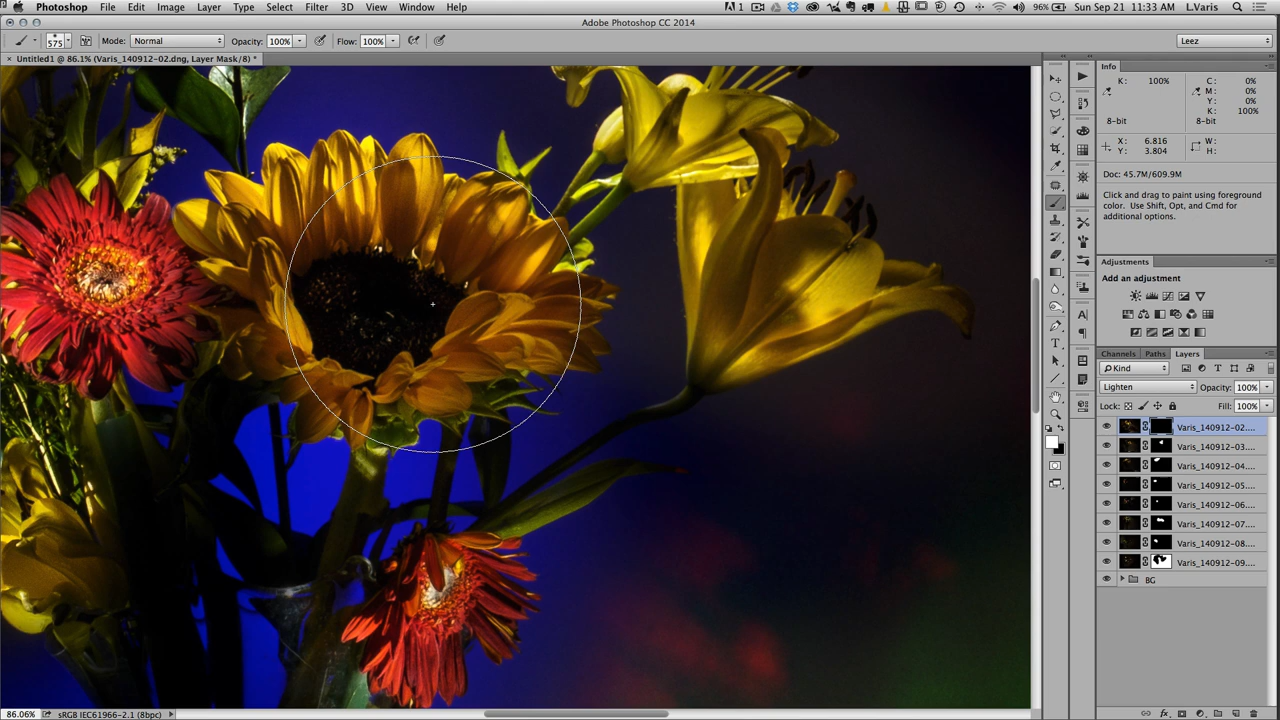 Photoshop File Edit Image Layer Type Select Filter 3D View Window Help 1 96% Sun Sep 21 11:33 AM L.Varis
Adobe Photoshop CC 2014
575 Mode: Normal Opacity: 100% Flow: 100% Leez
× Untitled1 @ 86.1% (Varis_140912-02.dng, Layer Mask/8) *
Info
K: 100% C: 0%
M: 0%
Y: 0%
K: 100%
8-bit 8-bit
X: 6.816 W:
Y: 3.804 H:
Doc: 45.7M/609.9M
Click and drag to paint using foreground
color. Use Shift, Opt, and Cmd for
additional options.
Adjustments
Add an adjustment
Channels Paths Layers
Kind
Lighten Opacity: 100%
Lock: Fill: 100%
Varis_140912-02....
Varis_140912-03....
Varis_140912-04....
Varis_140912-05....
Varis_140912-06....
Varis_140912-07....
Varis_140912-08....
Varis_140912-09....
BG
86.06% sRGB IEC61966-2.1 (8bpc)